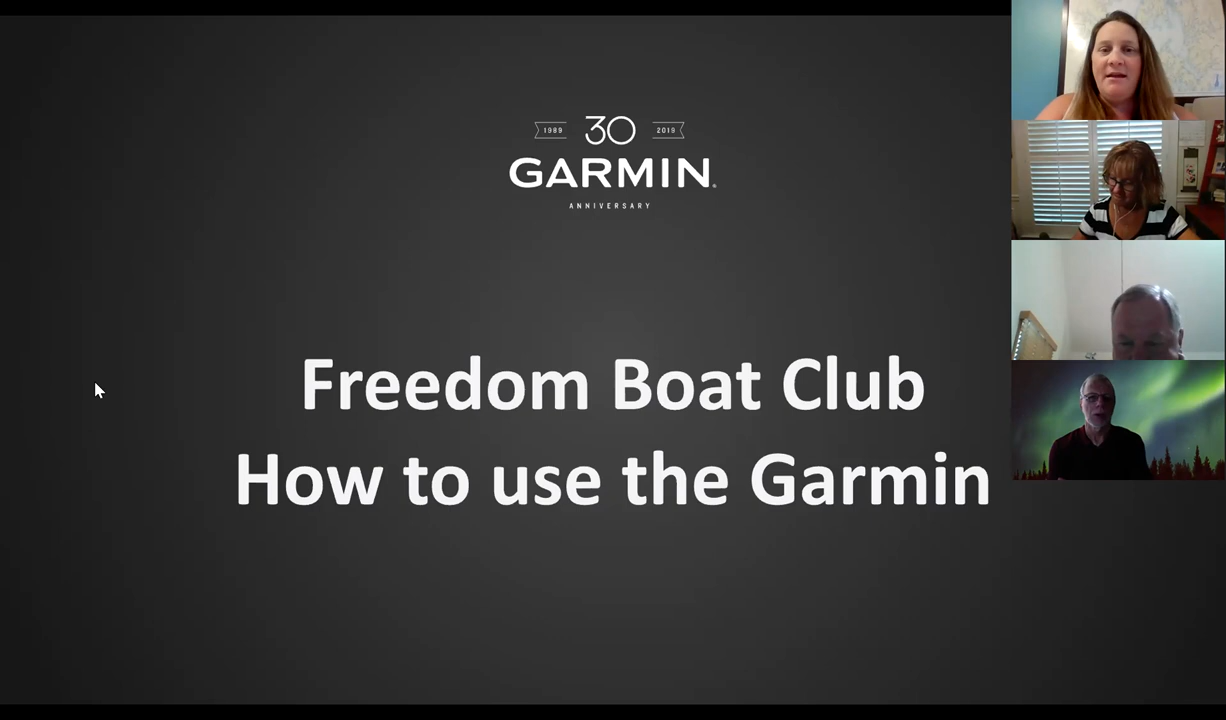 1989 30 2019
GARMIN®
ANNIVERSARY
Freedom Boat Club
How to use the Garmin